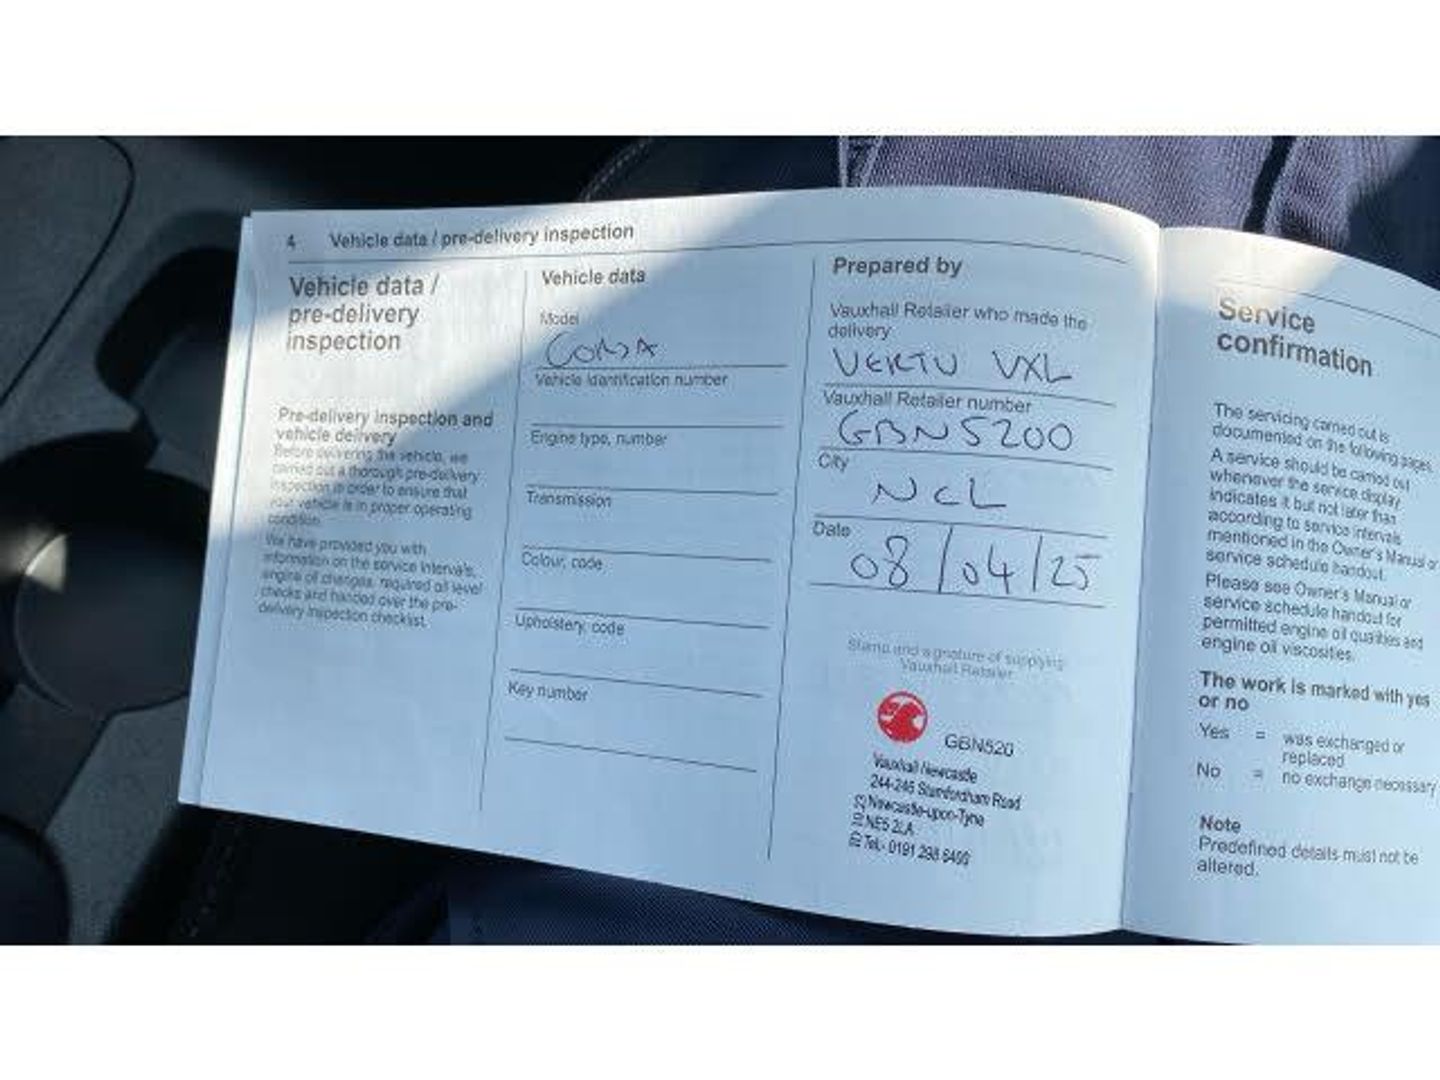 4 Vehicle data / pre-delivery inspection
Vehicle data /
pre-delivery
inspection
Pre-delivery inspection and
vehicle delivery
Before delivering the vehicle, we
carried out a thorough pre-delivery
inspection in order to ensure that
your vehicle is in proper operating
condition.
We have provided you with
information on the service intervals,
engine oil changes, required oil level
checks and handed over the pre-
delivery inspection checklist.
Vehicle data
Model
CORSA
Vehicle identification number
Engine type, number
Transmission
Colour, code
Upholstery, code
Key number
Prepared by
Vauxhall Retailer who made the
delivery
VERTU VXL
Vauxhall Retailer number
GBN5200
City
NCL
Date
08/04/25
Stamp and signature of supplying
Vauxhall Retailer
GBN520
Vauxhall Newcastle
244-246 Stamfordham Road
Newcastle-upon-Tyne
NE5 2LA
Tel:- 0191 298 6400
Service
confirmation
The servicing carried out is
documented on the following pages.
A service should be carried out
whenever the service display
indicates it but not later than
according to service intervals
mentioned in the Owner's Manual or
service schedule handout.
Please see Owner's Manual or
service schedule handout for
permitted engine oil qualities and
engine oil viscosities.
The work is marked with yes
or no
Yes = was exchanged or
replaced
No = no exchange necessary
Note
Predefined details must not be
altered.